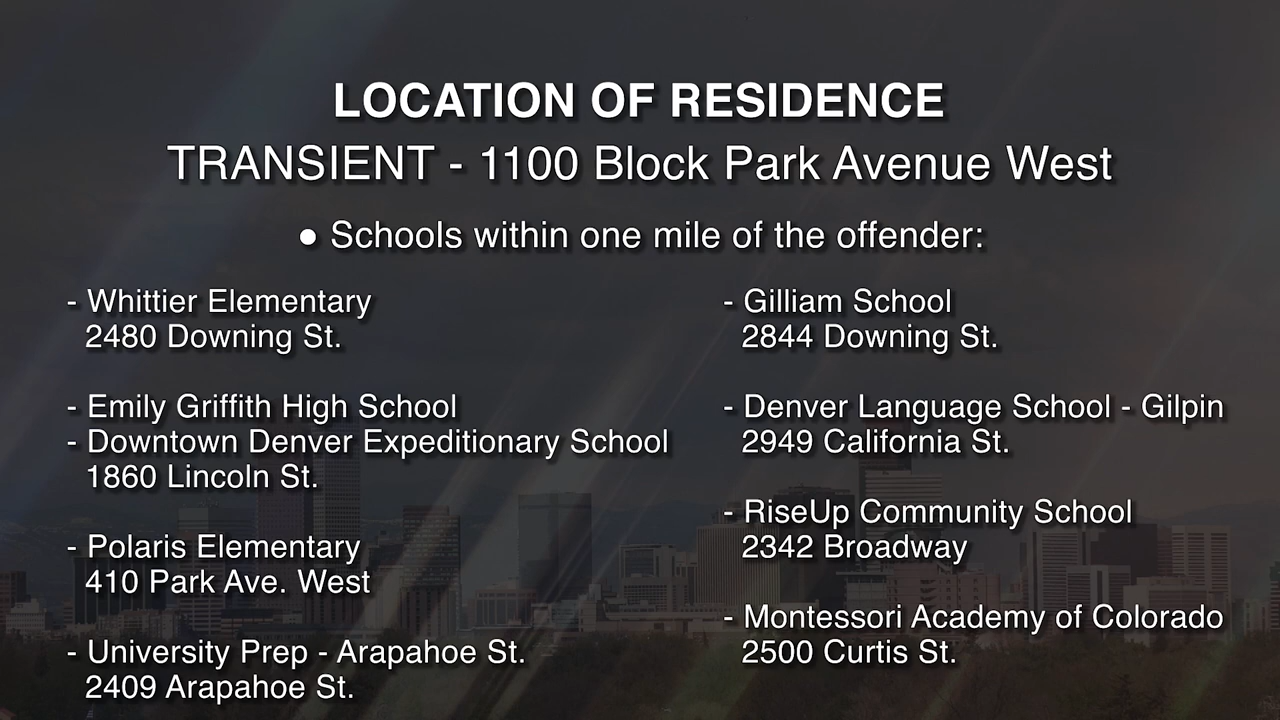 LOCATION OF RESIDENCE
TRANSIENT - 1100 Block Park Avenue West
● Schools within one mile of the offender:
- Whittier Elementary
2480 Downing St.
- Emily Griffith High School
- Downtown Denver Expeditionary School
1860 Lincoln St.
- Polaris Elementary
410 Park Ave. West
- University Prep - Arapahoe St.
2409 Arapahoe St.
- Gilliam School
2844 Downing St.
- Denver Language School - Gilpin
2949 California St.
- RiseUp Community School
2342 Broadway
- Montessori Academy of Colorado
2500 Curtis St.